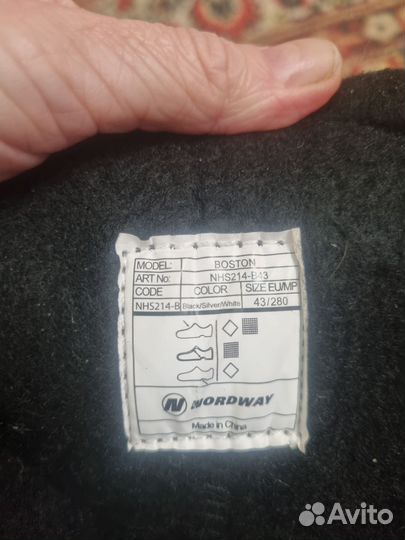 MODEL: BOSTON
ART No: NHS214-B43
CODE COLOR SIZE EU/MP
NHS214-B Black/Silver/White 43/280
NORDWAY
Made in China
Avito